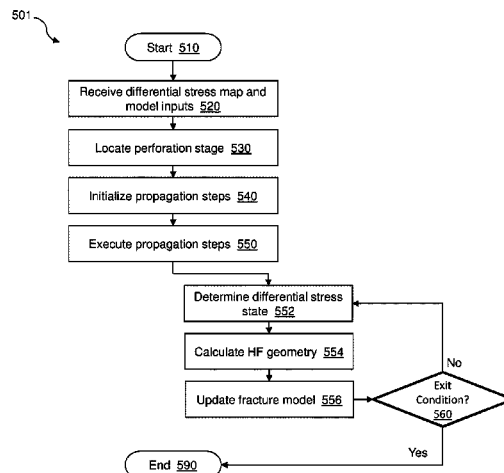 501
Start 510
Receive differential stress map and
model inputs 520
Locate perforation stage
530
Initialize propagation steps
540
Execute propagation steps
550
Determine differential stress
state 552
Calculate HF geometry 554
Update fracture model 556
No
Exit
Condition?
560
Yes
End 590